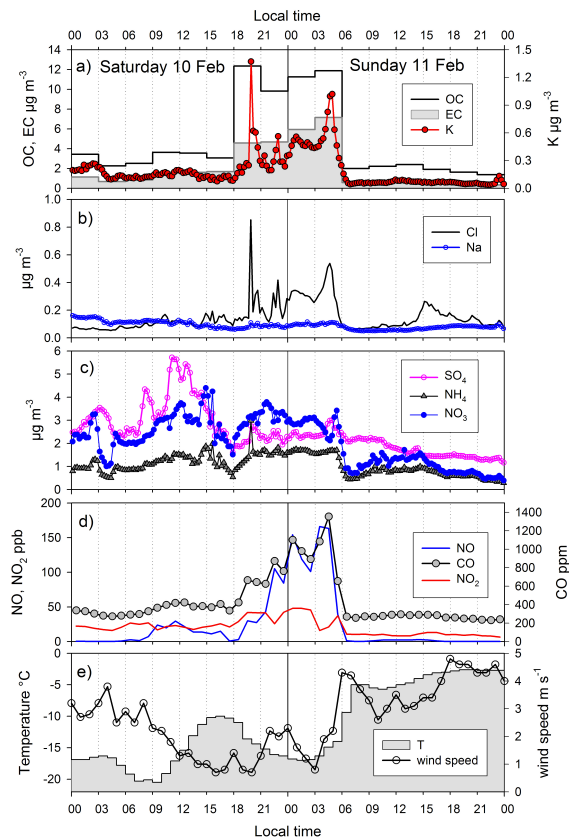 Local time
00 03 06 09 12 15 18 21 00 03 06 09 12 15 18 21 00
a) Saturday 10 Feb Sunday 11 Feb
OC, EC µg m-3
14
12
10
8
6
4
2
0
K µg m-3
1.5
1.2
0.9
0.6
0.3
0.0
OC
EC
K
b)
µg m-3
1.0
0.8
0.6
0.4
0.2
0.0
Cl
Na
c)
µg m-3
6
5
4
3
2
1
0
SO4
NH4
NO3
d)
NO, NO2 ppb
200
150
100
50
0
CO ppm
1400
1200
1000
800
600
400
200
0
NO
CO
NO2
e)
Temperature °C
0
-5
-10
-15
-20
wind speed m s-1
5
4
3
2
1
0
T
wind speed
00 03 06 09 12 15 18 21 00 03 06 09 12 15 18 21 00
Local time